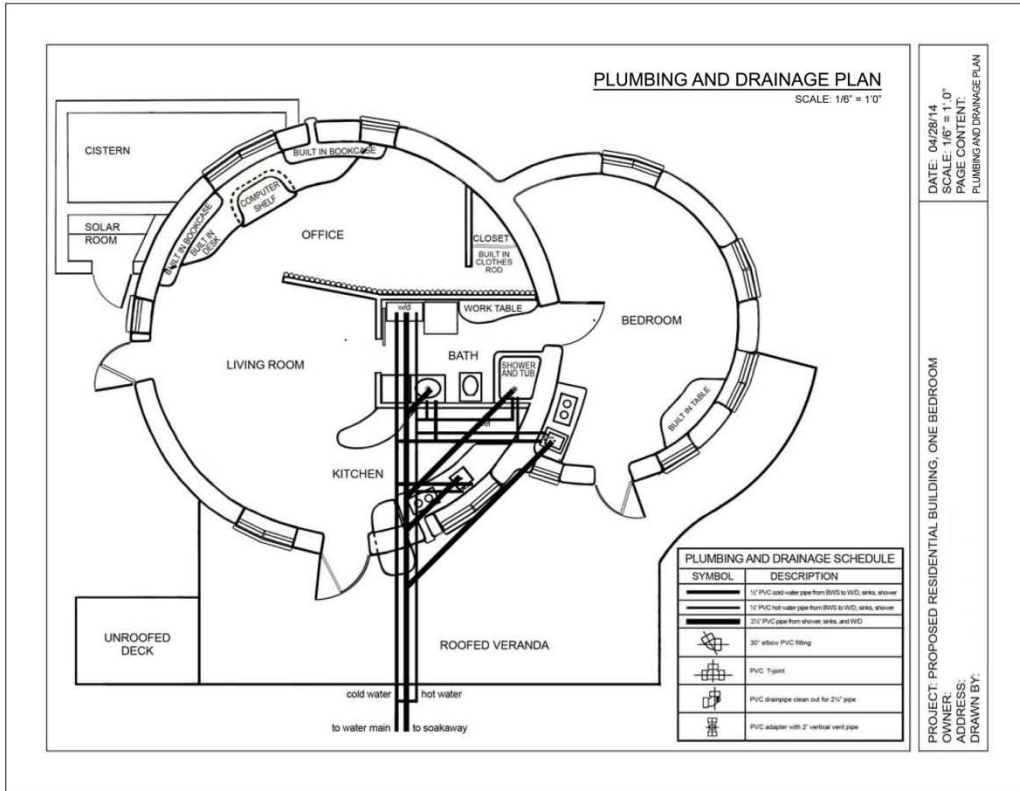 PLUMBING AND DRAINAGE PLAN
SCALE: 1/6" = 1'0"
CISTERN
SOLAR
ROOM
BUILT IN BOOKCASE
COMPUTER
SHELF
BUILT IN BOOKCASE
BUILT IN
DESK
OFFICE
CLOSET
BUILT IN
CLOTHES
ROD
w/d
WORK TABLE
BEDROOM
LIVING ROOM
BATH
SHOWER
AND TUB
BUILT IN TABLE
KITCHEN
UNROOFED
DECK
ROOFED VERANDA
cold water
hot water
to water main
to soakaway
PLUMBING AND DRAINAGE SCHEDULE
SYMBOL DESCRIPTION
½" PVC cold water pipe from BWS to W/D, sinks, shower
½" PVC hot water pipe from BWS to W/D, sinks, shower
2½" PVC pipe from shower, sinks, and W/D
30° elbow PVC fitting
PVC T-joint
PVC drainpipe clean out for 2½" pipe
PVC adapter with 2" vertical vent pipe
DATE: 04/28/14
SCALE: 1/6" = 1'.0"
PAGE CONTENT:
PLUMBING AND DRAINAGE PLAN
PROJECT: PROPOSED RESIDENTIAL BUILDING, ONE BEDROOM
OWNER:
ADDRESS:
DRAWN BY: